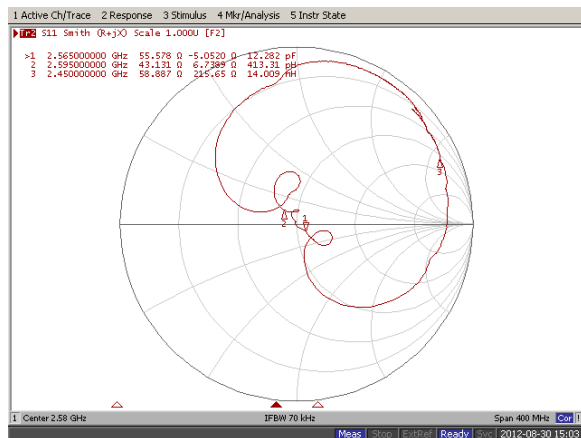 1 Active Ch/Trace 2 Response 3 Stimulus 4 Mkr/Analysis 5 Instr State
Tr2 S11 Smith (R+jX) Scale 1.000U [F2]
>1 2.565000000 GHz 55.578 Ω -5.0520 Ω 12.282 pF
2 2.595000000 GHz 43.131 Ω 6.7389 Ω 413.31 pH
3 2.450000000 GHz 58.887 Ω 215.65 Ω 14.009 nH
3
2
1
1 Center 2.58 GHz IFBW 70 kHz Span 400 MHz Cor !
Meas Stop ExtRef Ready Svc 2012-08-30 15:03